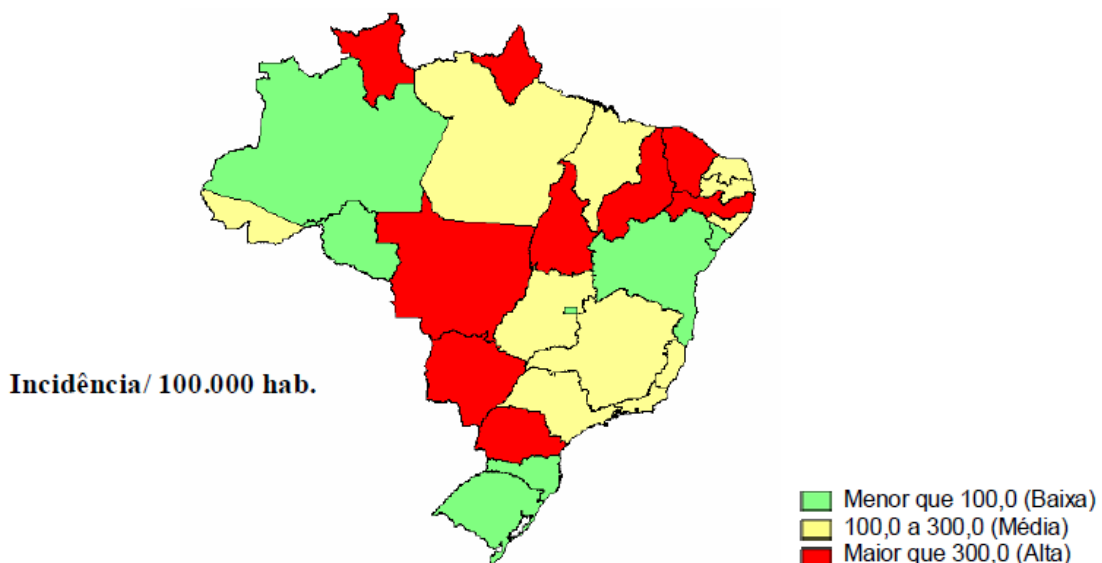 Incidência/ 100.000 hab.
Menor que 100,0 (Baixa)
100,0 a 300,0 (Média)
Maior que 300,0 (Alta)